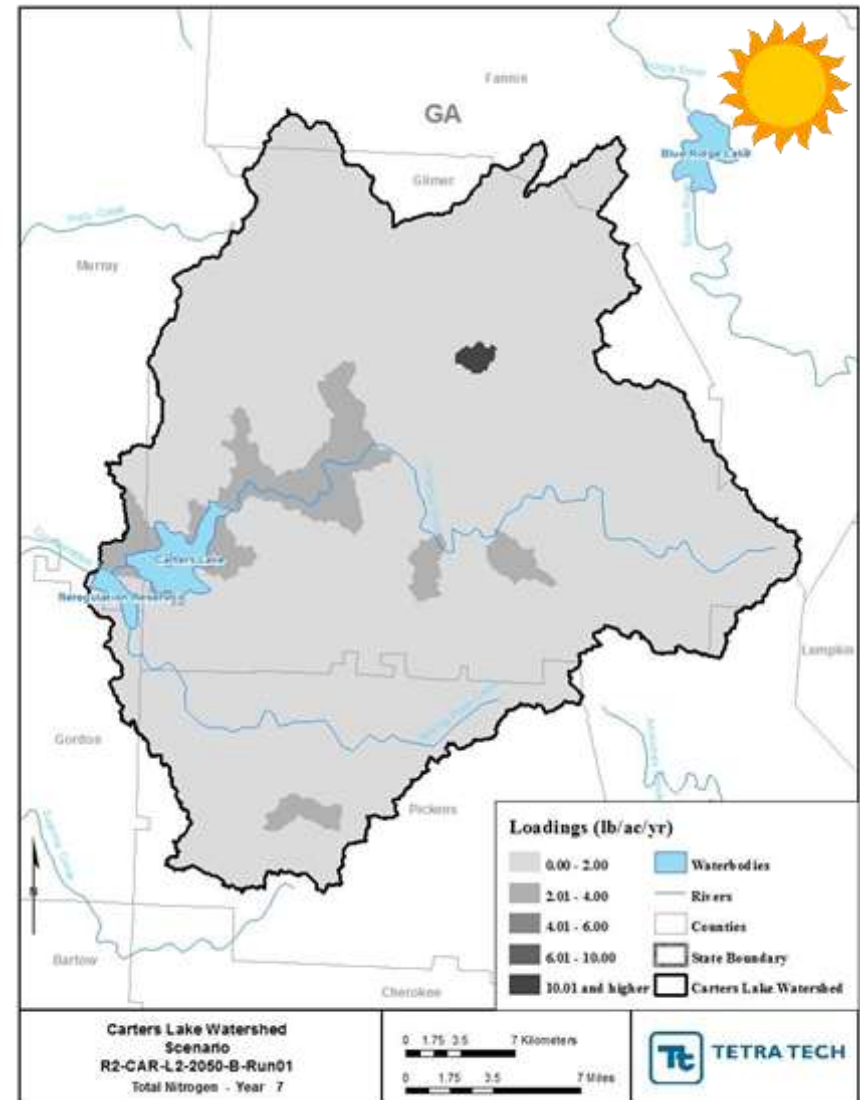 Fannin
GA
Blue Ridge Lake
Gilmer
Murray
Carters Lake
Reregulation Reservoir
Lumpkin
Gordon
Pickens
N
Bartow
Cherokee
Loadings (lb/ac/yr)
0.00 - 2.00
2.01 - 4.00
4.01 - 6.00
6.01 - 10.00
10.01 and higher
Waterbodies
Rivers
Counties
State Boundary
Carters Lake Watershed
Carters Lake Watershed
Scenario
R2-CAR-L2-2050-B-Run01
Total Nitrogen - Year 7
0 1.75 3.5 7 Kilometers
0 1.75 3.5 7 Miles
Tt TETRA TECH